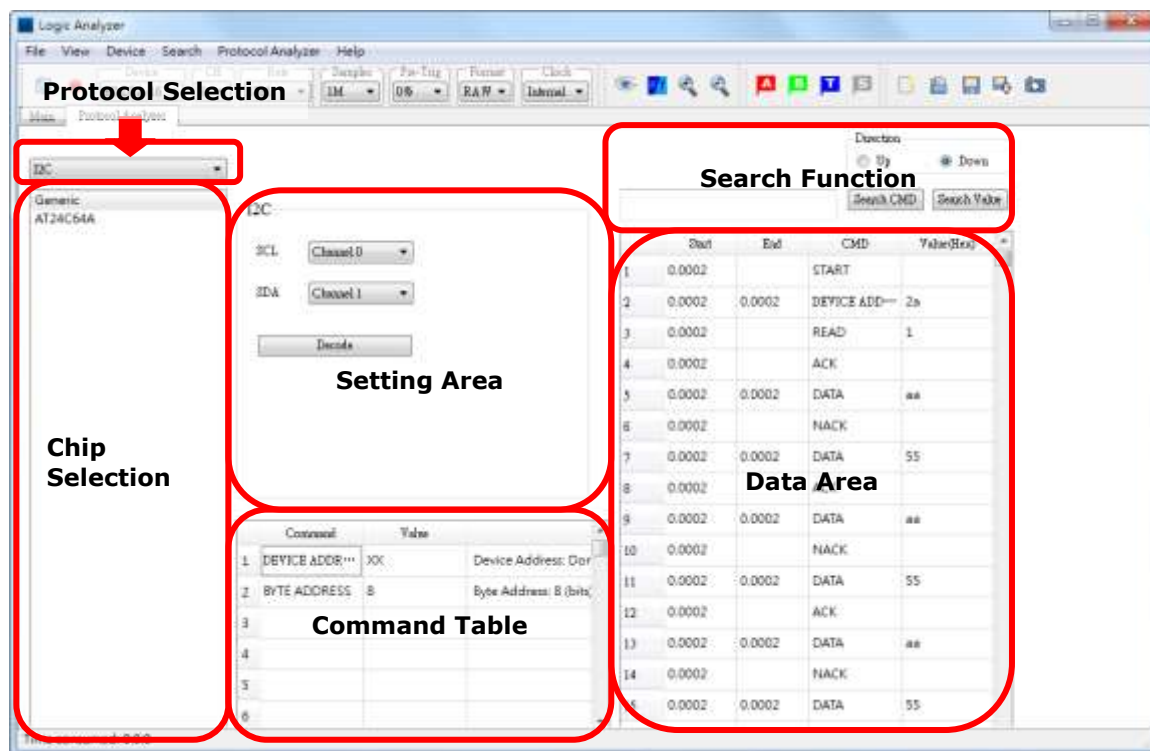 Logic Analyzer
File View Device Search Protocol Analyzer Help
Samples Pre-Trig Format Clock
Protocol Selection 1M 0% RAW Internal
Main Protocol Analyzer
I2C
Generic
AT24C64A
Chip
Selection
I2C
SCL Channel 0
SDA Channel 1
Decode
Setting Area
Command Value
1 DEVICE ADDR··· XX Device Address: Don
2 BYTE ADDRESS 8 Byte Address: 8 (bits)
3
Command Table
4
5
6
Direction
Up Down
Search Function
Search CMD Search Value
Start End CMD Value(Hex)
1 0.0002 START
2 0.0002 0.0002 DEVICE ADD··· 2a
3 0.0002 READ 1
4 0.0002 ACK
5 0.0002 0.0002 DATA aa
6 0.0002 NACK
7 0.0002 0.0002 DATA 55
Data Area
8 0.0002
9 0.0002 0.0002 DATA aa
10 0.0002 NACK
11 0.0002 0.0002 DATA 55
12 0.0002 ACK
13 0.0002 0.0002 DATA aa
14 0.0002 NACK
0.0002 0.0002 DATA 55